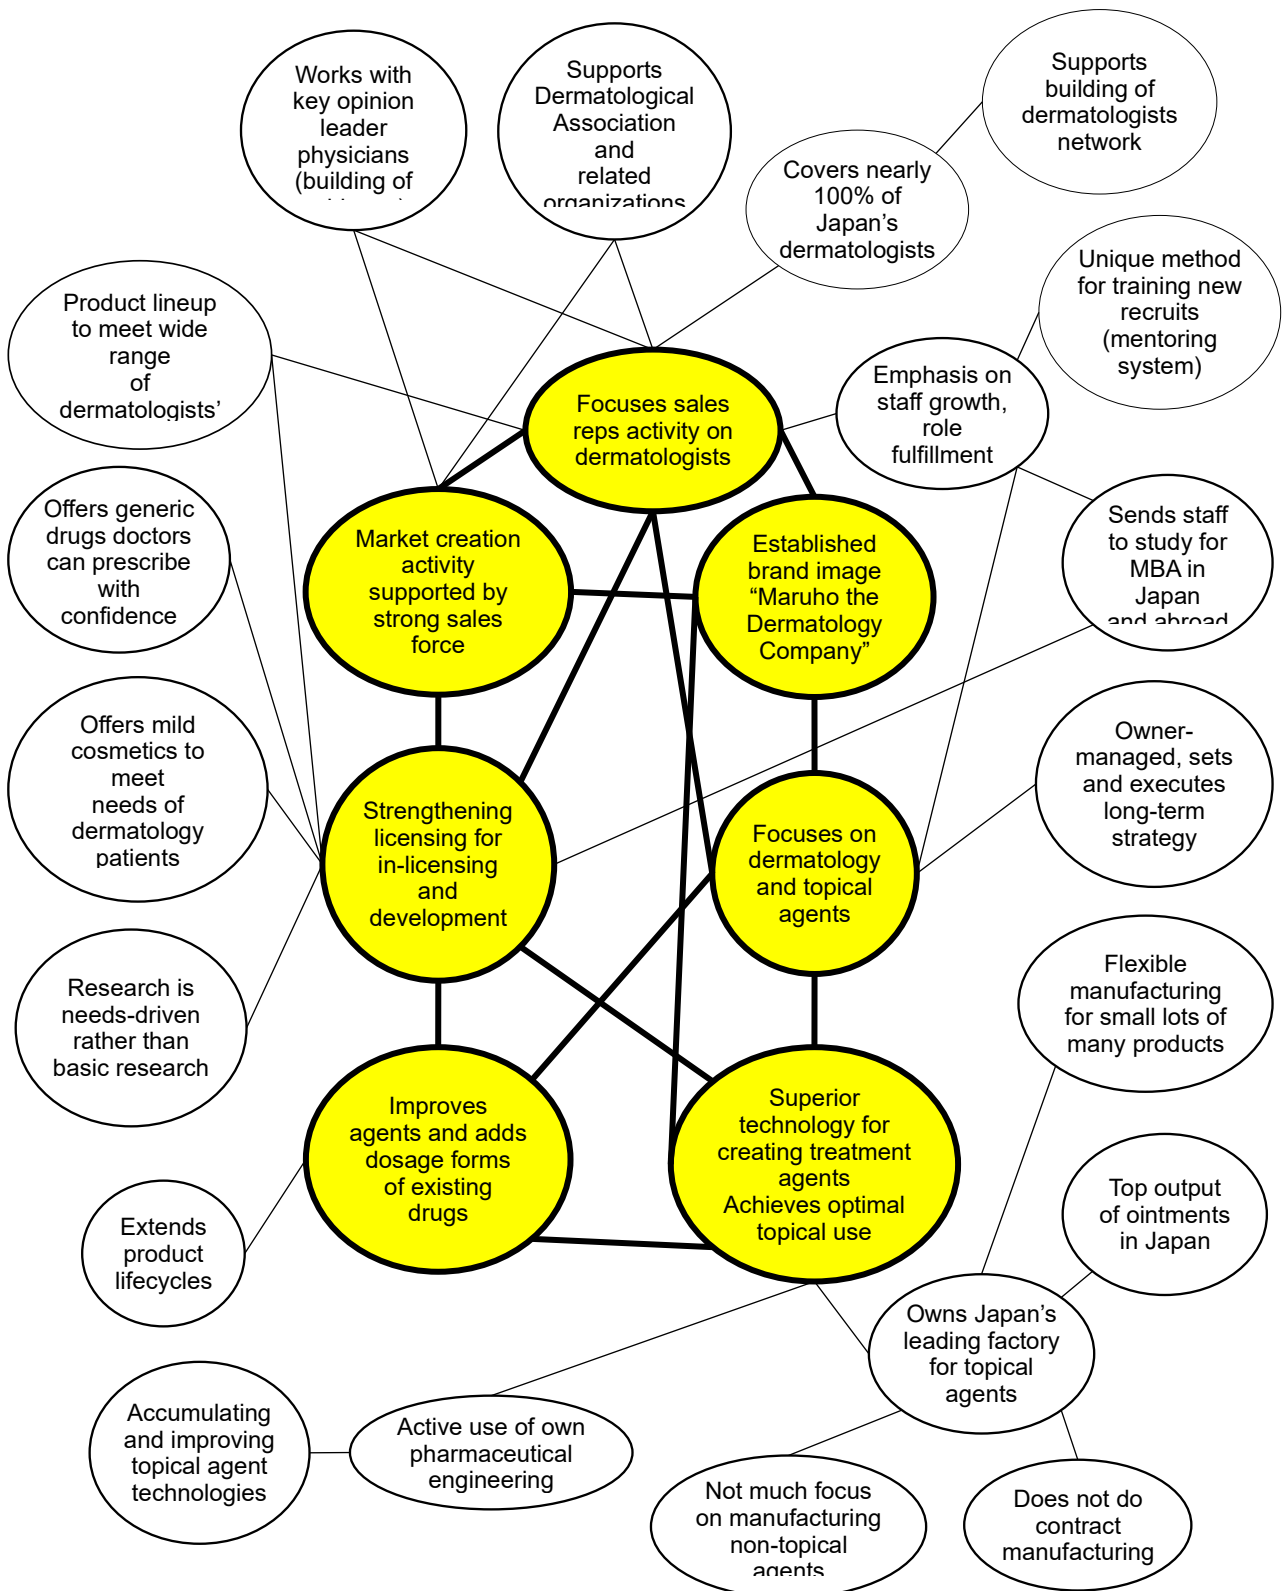 Works with
key opinion
leader
physicians
(building of
Supports
Dermatological
Association
and
related
organizations
Supports
building of
dermatologists
network
Covers nearly
100% of
Japan’s
dermatologists
Product lineup
to meet wide
range
of
dermatologists’
Unique method
for training new
recruits
(mentoring
system)
Focuses sales
reps activity on
dermatologists
Emphasis on
staff growth,
role
fulfillment
Offers generic
drugs doctors
can prescribe
with
confidence
Market creation
activity
supported by
strong sales
force
Established
brand image
“Maruho the
Dermatology
Company”
Sends staff
to study for
MBA in
Japan
and abroad
Offers mild
cosmetics to
meet
needs of
dermatology
patients
Strengthening
licensing for
in-licensing
and
development
Focuses on
dermatology
and topical
agents
Owner-
managed, sets
and executes
long-term
strategy
Research is
needs-driven
rather than
basic research
Flexible
manufacturing
for small lots of
many products
Improves
agents and adds
dosage forms
of existing
drugs
Superior
technology for
creating treatment
agents
Achieves optimal
topical use
Top output
of ointments
in Japan
Extends
product
lifecycles
Owns Japan’s
leading factory
for topical
agents
Accumulating
and improving
topical agent
technologies
Active use of own
pharmaceutical
engineering
Not much focus
on manufacturing
non-topical
agents
Does not do
contract
manufacturing